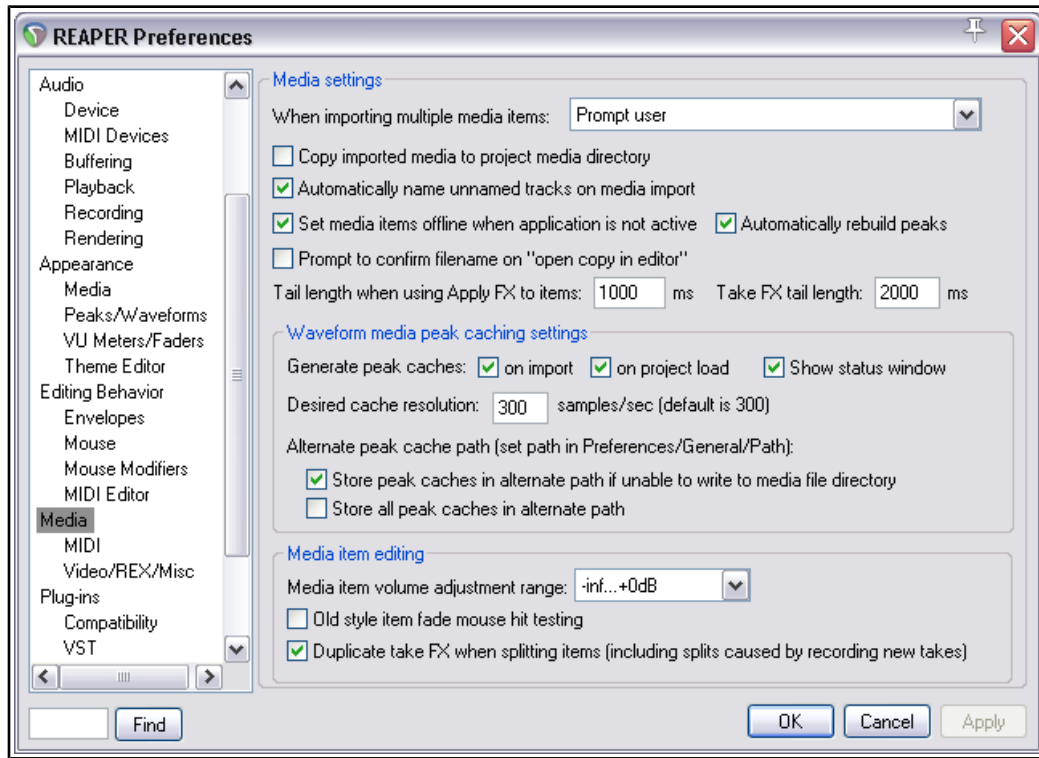 REAPER Preferences
Audio
Device
MIDI Devices
Buffering
Playback
Recording
Rendering
Appearance
Media
Peaks/Waveforms
VU Meters/Faders
Theme Editor
Editing Behavior
Envelopes
Mouse
Mouse Modifiers
MIDI Editor
Media
MIDI
Video/REX/Misc
Plug-ins
Compatibility
VST
Find
Media settings
When importing multiple media items: Prompt user
Copy imported media to project media directory
Automatically name unnamed tracks on media import
Set media items offline when application is not active Automatically rebuild peaks
Prompt to confirm filename on "open copy in editor"
Tail length when using Apply FX to items: 1000 ms Take FX tail length: 2000 ms
Waveform media peak caching settings
Generate peak caches: on import on project load Show status window
Desired cache resolution: 300 samples/sec (default is 300)
Alternate peak cache path (set path in Preferences/General/Path):
Store peak caches in alternate path if unable to write to media file directory
Store all peak caches in alternate path
Media item editing
Media item volume adjustment range: -inf...+0dB
Old style item fade mouse hit testing
Duplicate take FX when splitting items (including splits caused by recording new takes)
OK Cancel Apply